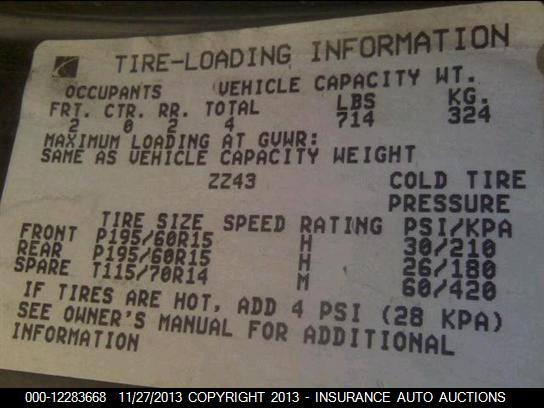 TIRE-LOADING INFORMATION
OCCUPANTS VEHICLE CAPACITY WT.
FRT. CTR. RR. TOTAL LBS KG.
2 0 2 4 714 324
MAXIMUM LOADING AT GVWR:
SAME AS VEHICLE CAPACITY WEIGHT
ZZ43 COLD TIRE
PRESSURE
TIRE SIZE SPEED RATING PSI/KPA
FRONT P195/60R15 H 30/210
REAR P195/60R15 H 26/180
SPARE T115/70R14 M 60/420
IF TIRES ARE HOT, ADD 4 PSI (28 KPA)
SEE OWNER'S MANUAL FOR ADDITIONAL
INFORMATION
000-12283668 11/27/2013 COPYRIGHT 2013 - INSURANCE AUTO AUCTIONS